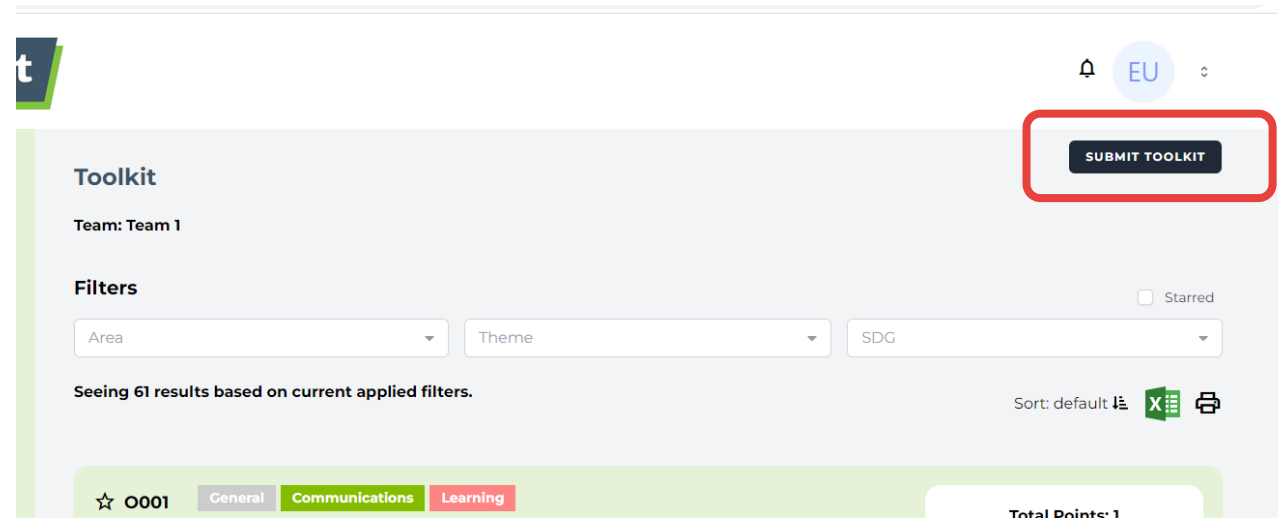 t
EU
SUBMIT TOOLKIT
Toolkit
Team: Team 1
Filters
Starred
Area
Theme
SDG
Seeing 61 results based on current applied filters.
Sort: default
X
O001
General
Communications
Learning
Total Points: 1